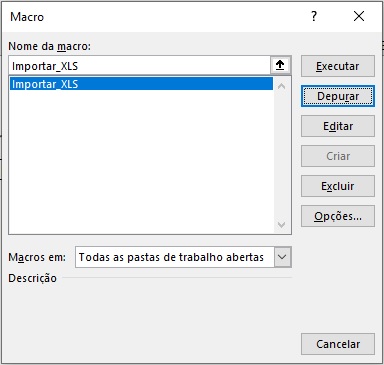 Macro
Nome da macro:
Importar_XLS
Importar_XLS
Executar
Depurar
Editar
Criar
Excluir
Opções...
Macros em:
Todas as pastas de trabalho abertas
Descrição
Cancelar